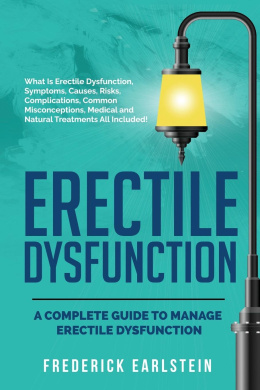 What Is Erectile Dysfunction,
Symptoms, Causes, Risks,
Complications, Common
Misconceptions, Medical and
Natural Treatments All Included!
ERECTILE
DYSFUNCTION
A COMPLETE GUIDE TO MANAGE
ERECTILE DYSFUNCTION
FREDERICK EARLSTEIN